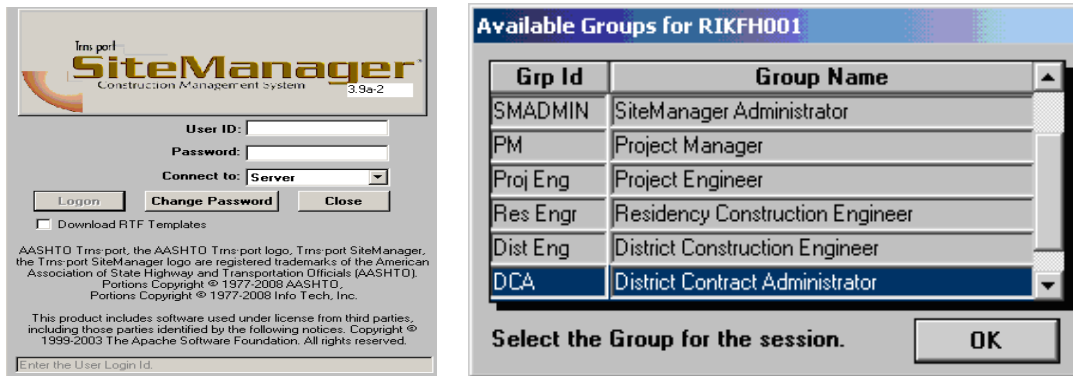 Trns·port
SiteManager
Construction Management System
3.9a-2
User ID:
Password:
Connect to: Server
Logon Change Password Close
Download RTF Templates
AASHTO Trns·port, the AASHTO Trns·port logo, Trns·port SiteManager,
the Trns·port SiteManager logo are registered trademarks of the American
Association of State Highway and Transportation Officials (AASHTO).
Portions Copyright © 1977-2008 AASHTO,
Portions Copyright © 1977-2008 Info Tech, Inc.
This product includes software used under license from third parties,
including those parties identified by the following notices. Copyright ©
1999-2003 The Apache Software Foundation. All rights reserved.
Enter the User Login Id.
Available Groups for RIKFH001
Grp Id Group Name
SMADMIN SiteManager Administrator
PM Project Manager
Proj Eng Project Engineer
Res Engr Residency Construction Engineer
Dist Eng District Construction Engineer
DCA District Contract Administrator
Select the Group for the session. OK